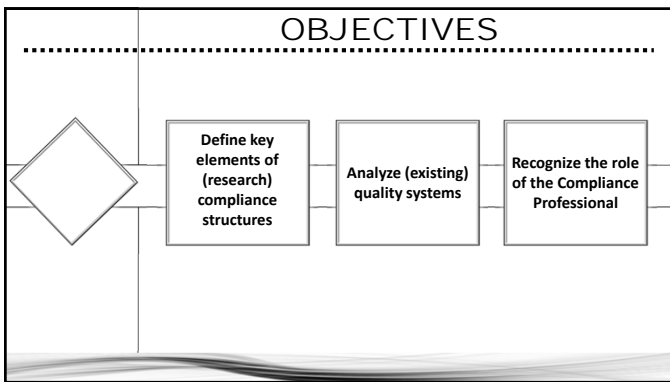 OBJECTIVES
Define key
elements of
(research)
compliance
structures
Analyze (existing)
quality systems
Recognize the role
of the Compliance
Professional